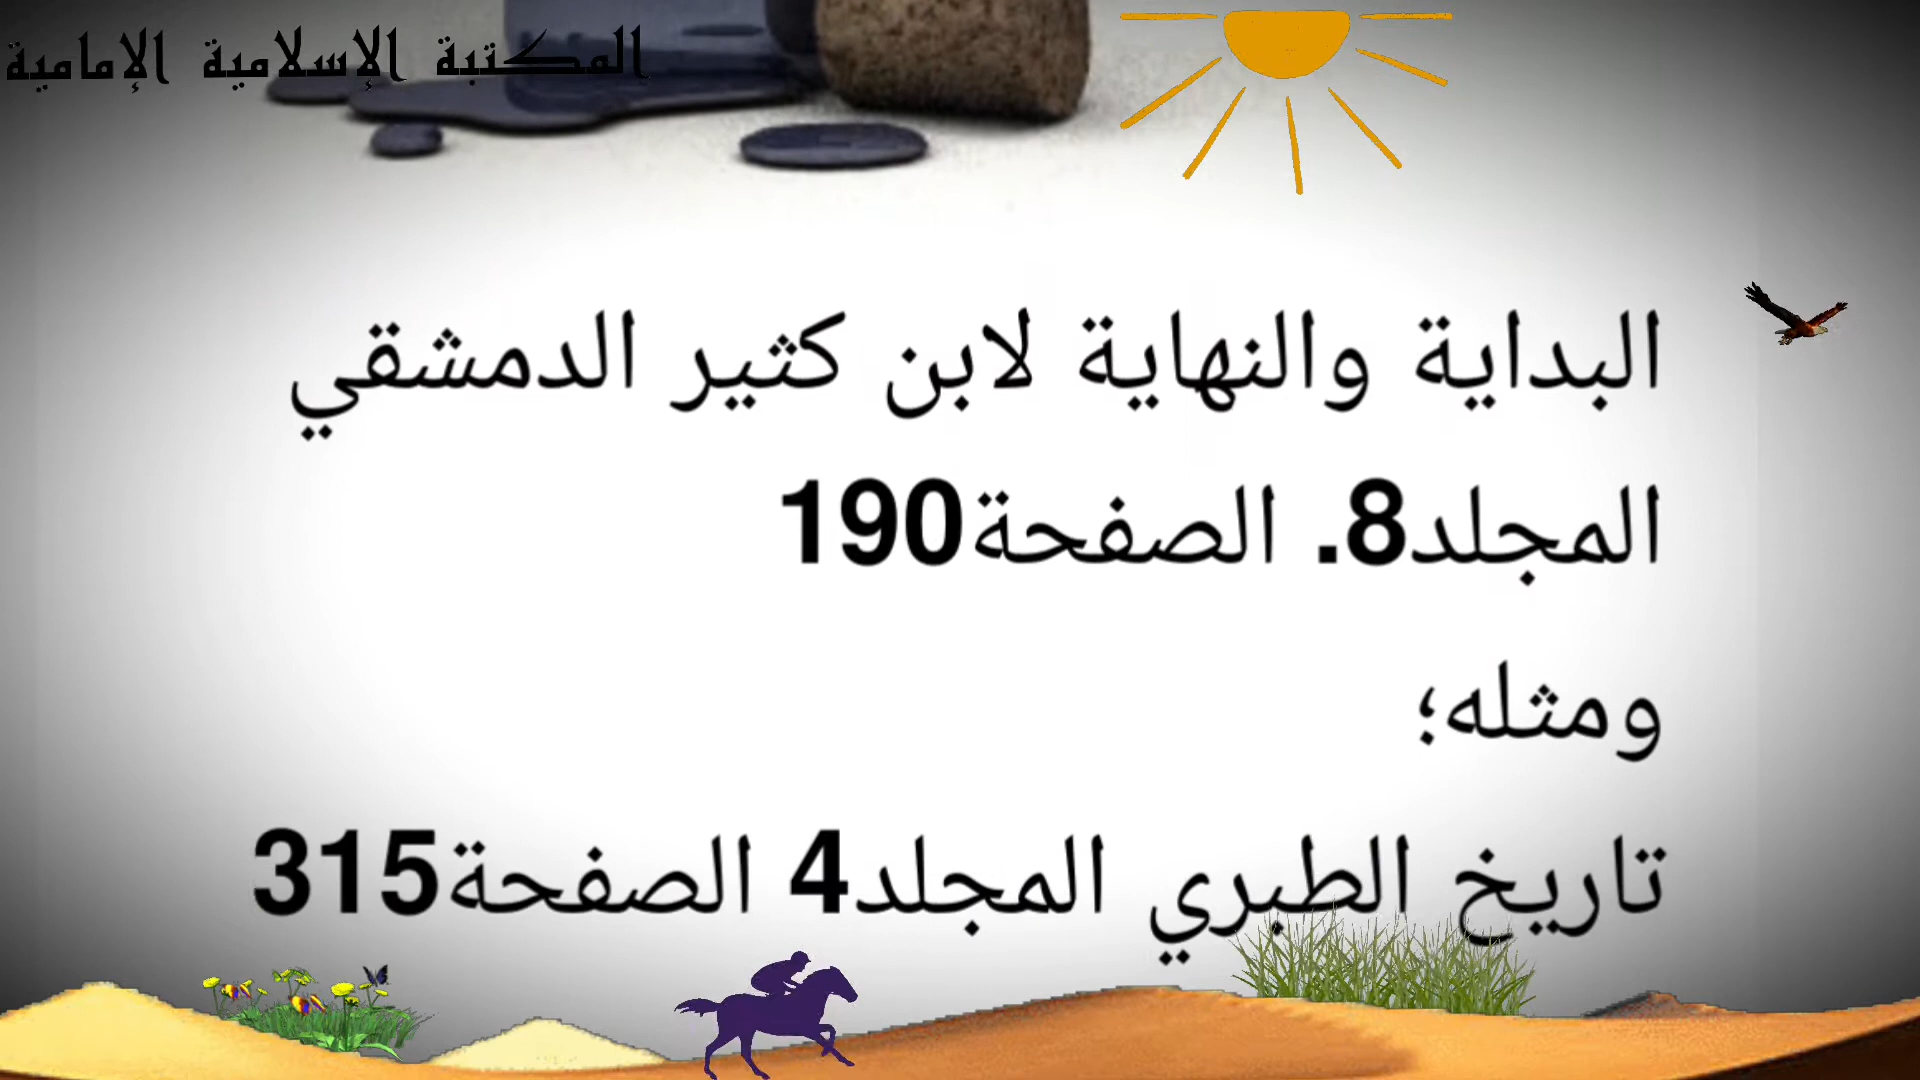 المكتبة الإسلامية الإمامية
البداية والنهاية لابن كثير الدمشقي
المجلد8. الصفحة190
ومثله؛
تاريخ الطبري المجلد4 الصفحة315